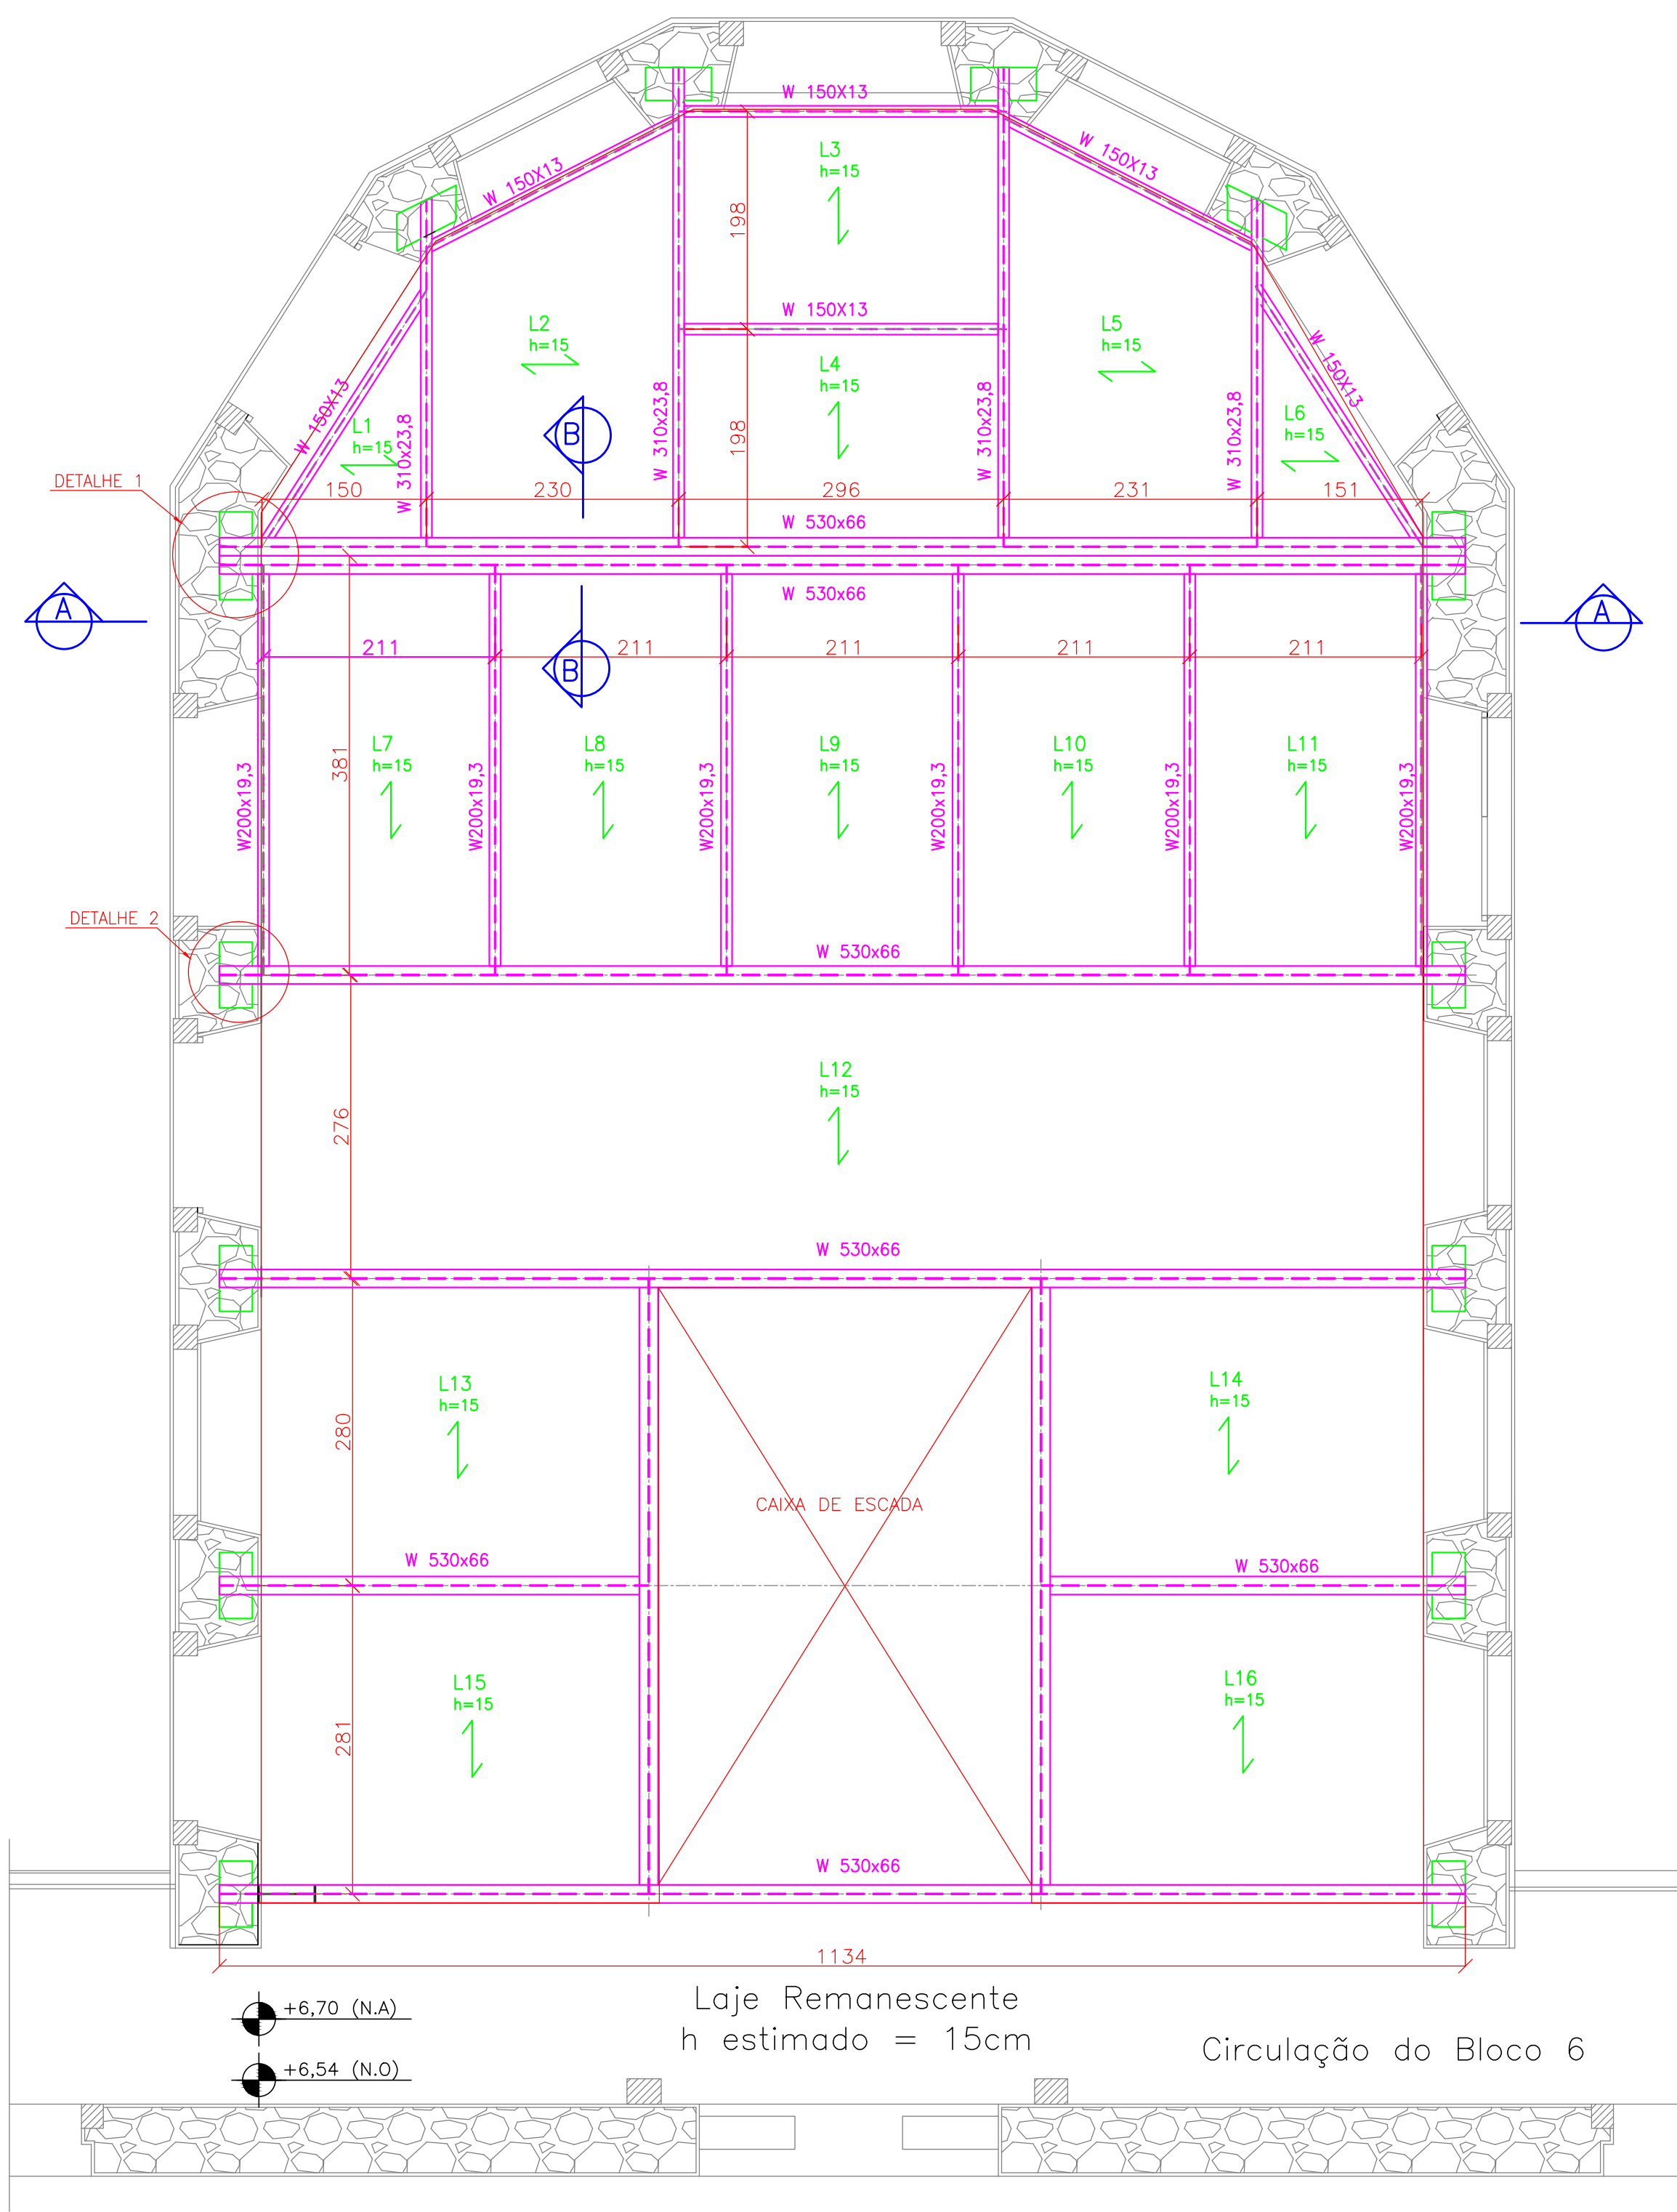 W 150X13
W 150X13
W 150X13
L3
h=15
198
W 150X13
L2
h=15
L5
h=15
L4
h=15
W 150X13
W 150X13
L1
h=15
L6
h=15
B
W 310x23,8
W 310x23,8
W 310x23,8
W 310x23,8
198
DETALHE 1
150
230
296
231
151
W 530x66
W 530x66
A
A
211
211
211
211
211
B
381
L7
h=15
L8
h=15
L9
h=15
L10
h=15
L11
h=15
W200x19,3
W200x19,3
W200x19,3
W200x19,3
W200x19,3
W200x19,3
DETALHE 2
W 530x66
L12
h=15
276
W 530x66
L13
h=15
L14
h=15
280
CAIXA DE ESCADA
W 530x66
W 530x66
L15
h=15
L16
h=15
281
W 530x66
1134
Laje Remanescente
h estimado = 15cm
+6,70 (N.A)
+6,54 (N.O)
Circulação do Bloco 6